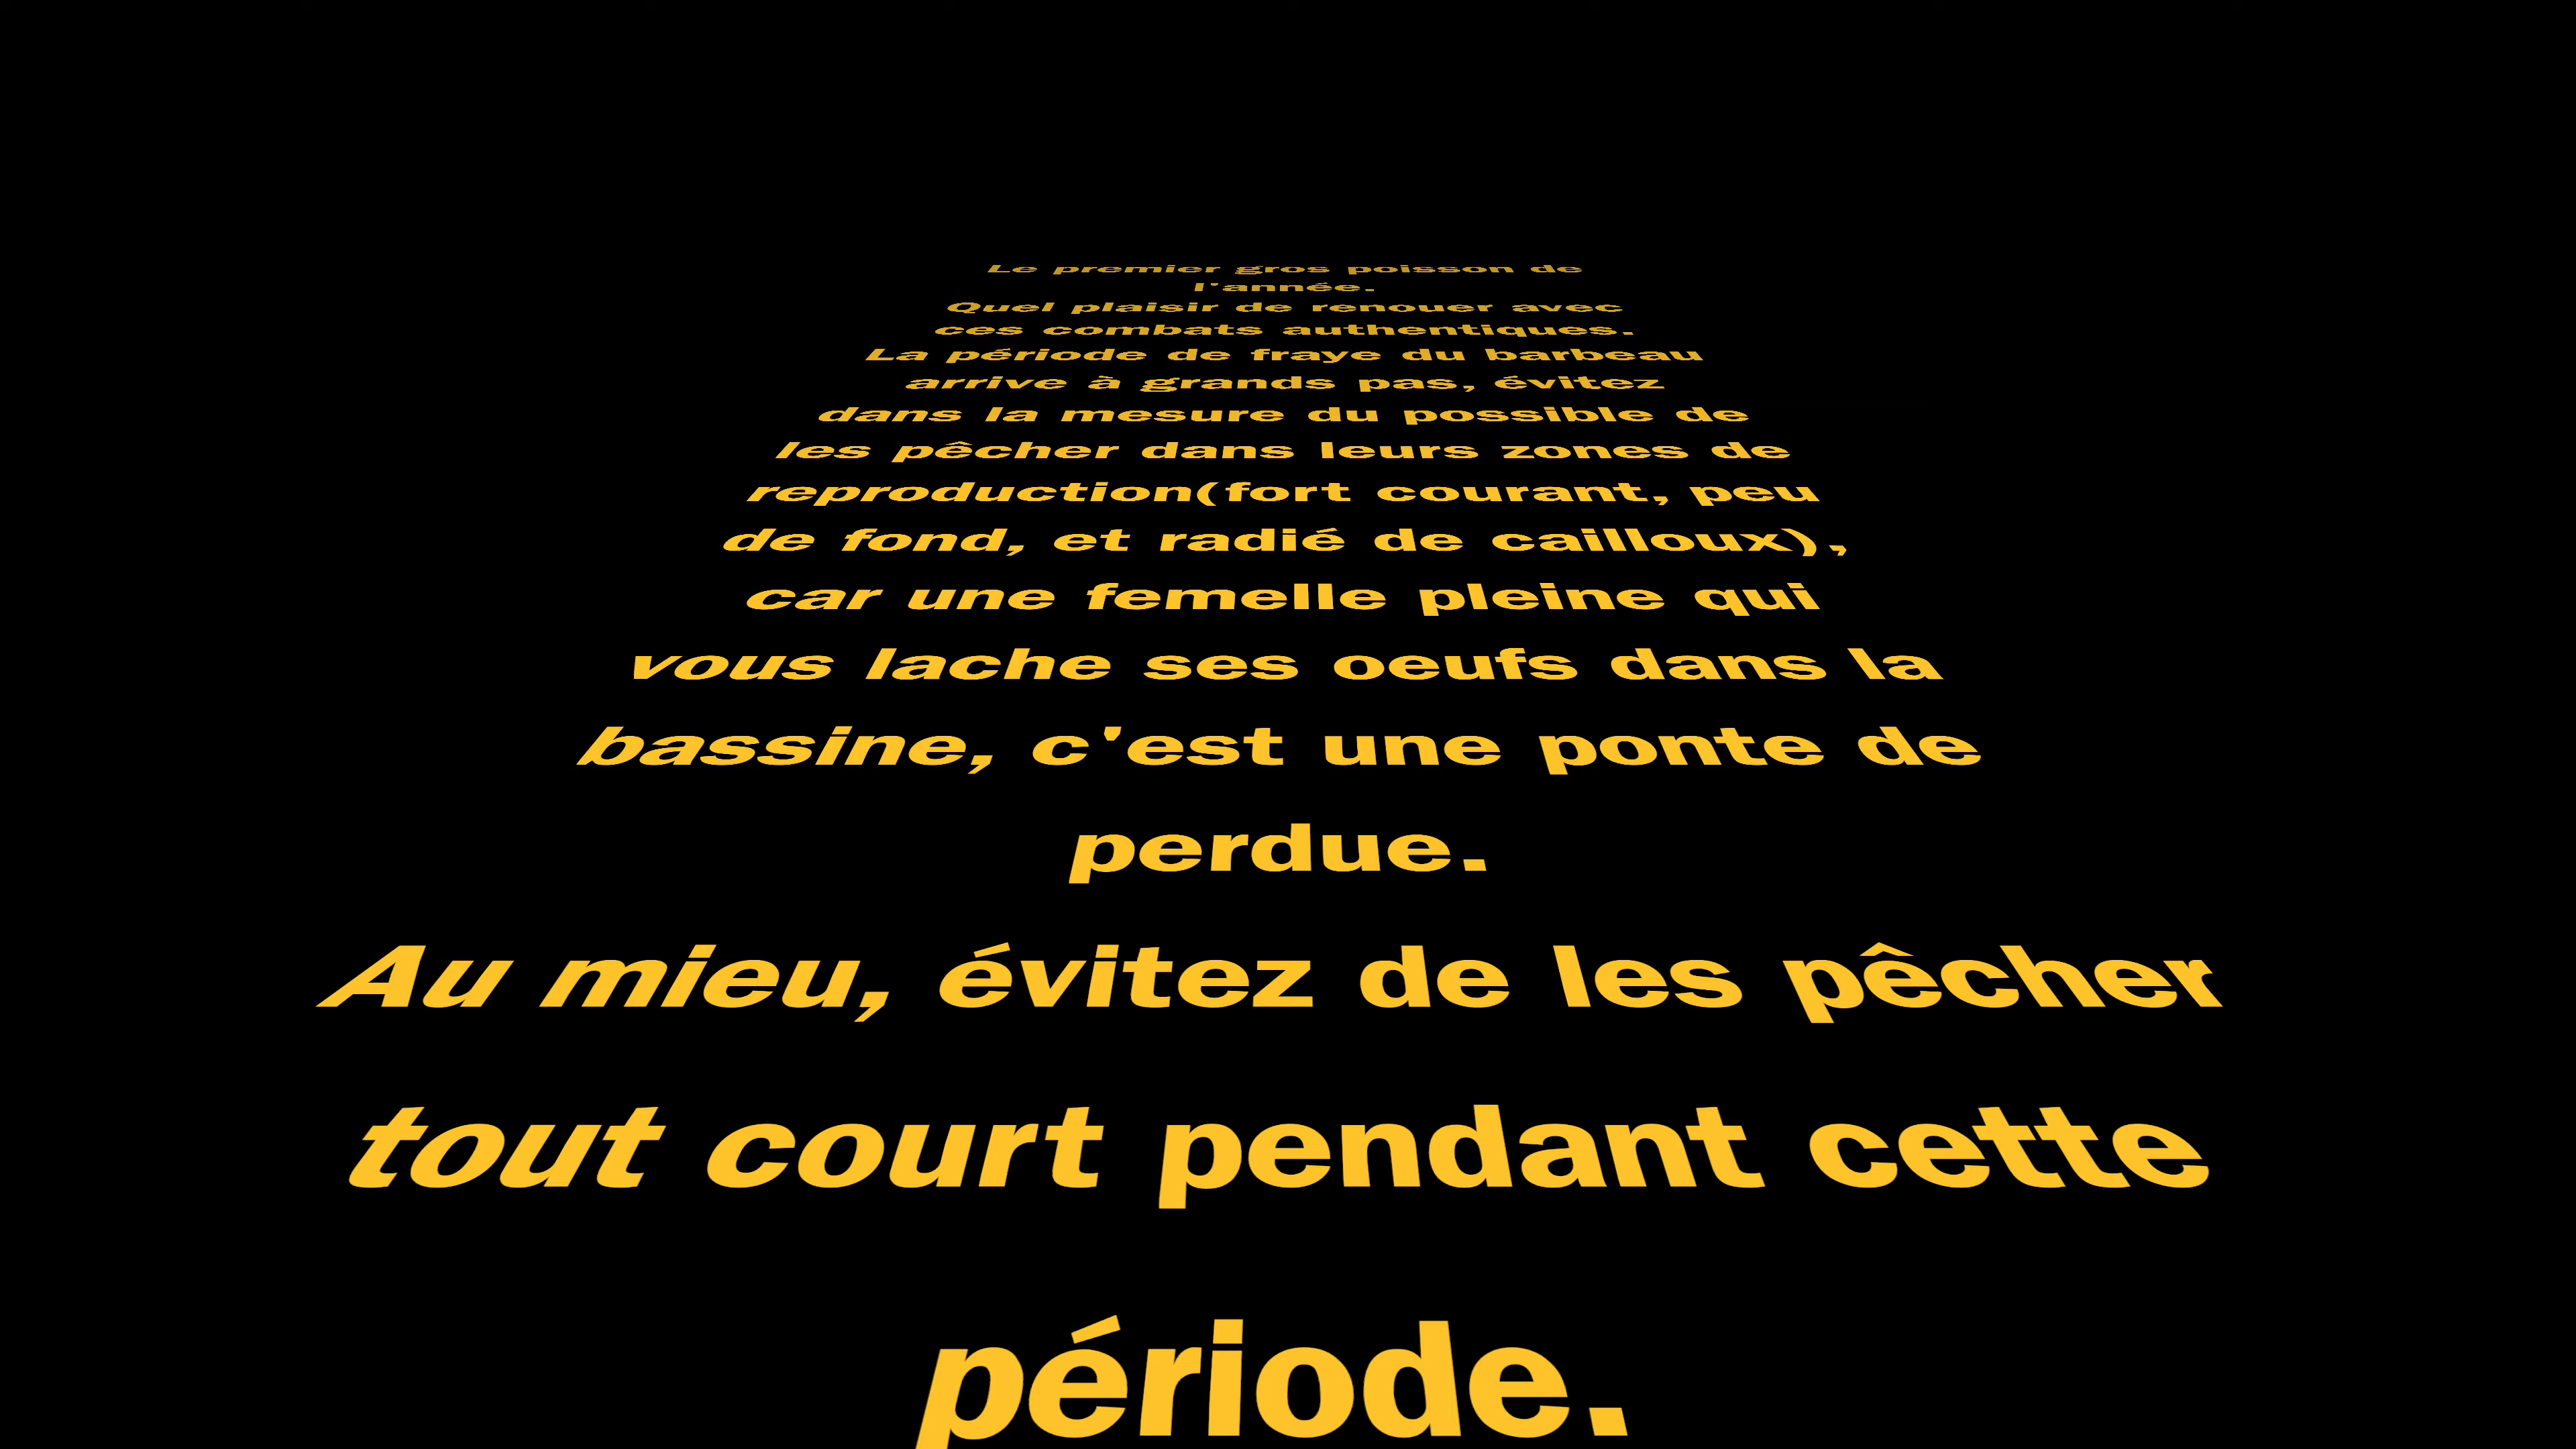 Le premier gros poisson de
l'année.
Quel plaisir de renouer avec
ces combats authentiques.
La période de fraye du barbeau
arrive à grands pas, évitez
dans la mesure du possible de
les pêcher dans leurs zones de
reproduction(fort courant, peu
de fond, et radié de cailloux),
car une femelle pleine qui
vous lache ses oeufs dans la
bassine, c'est une ponte de
perdue.
Au mieu, évitez de les pêcher
tout court pendant cette
période.